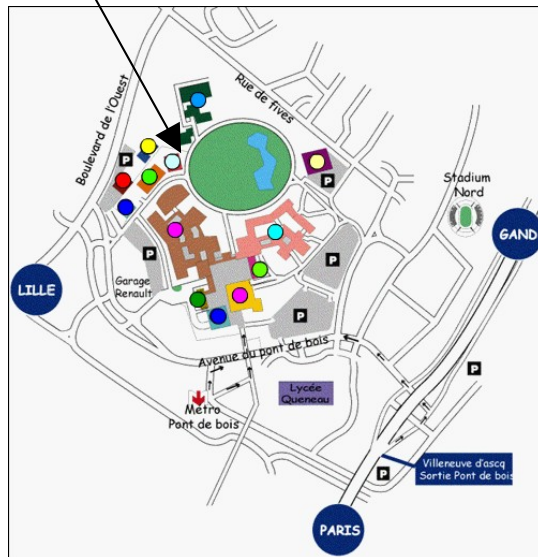 Boulevard de l'Ouest
Rue de fives
P
P
Stadium
Nord
GAND
P
P
LILLE
Garage
Renault
P
Avenue du pont de bois
P
Lycée
Queneau
Métro
Pont de bois
Villeneuve d'ascq
Sortie Pont de bois
P
PARIS